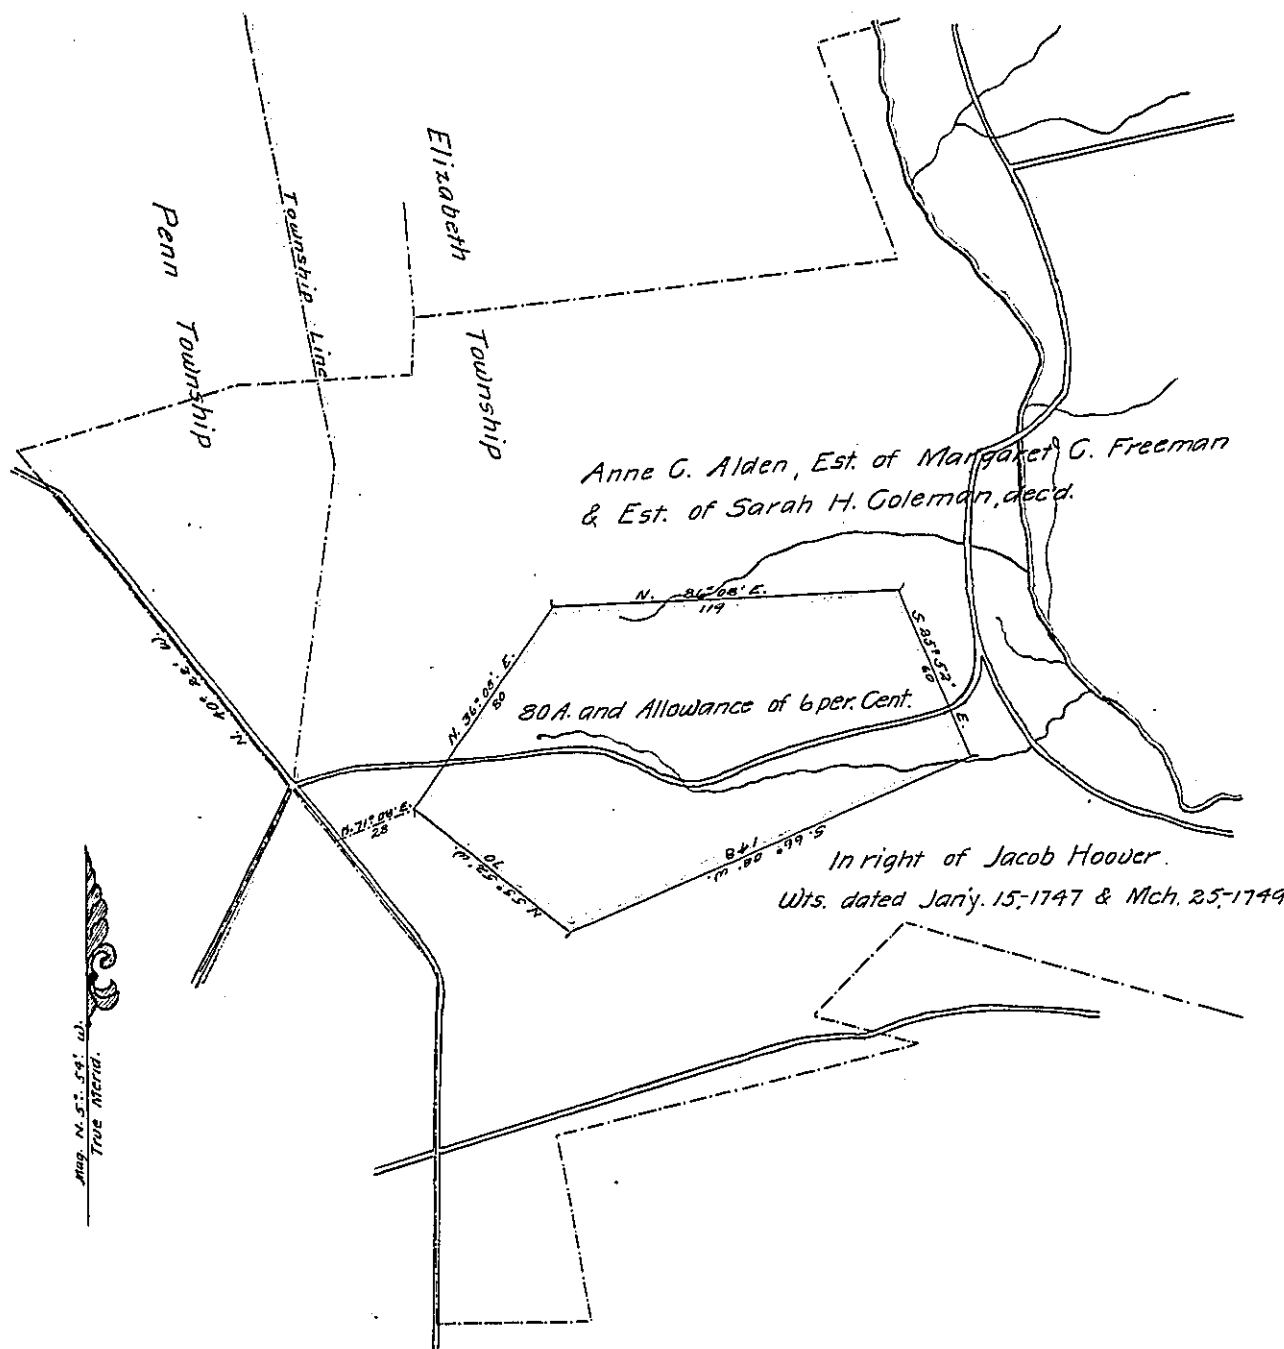 Elizabeth
Township
Penn Township
Township Line
Anne C. Alden, Est. of Margaret C. Freeman
& Est. of Sarah H. Coleman, dec'd.
N. 86° 08' E.
119
S 25° 52' E.
60
N. 36° 08' E.
80
80 A. and Allowance of 6 per. Cent.
N. 40° 22' W.
N. 71° 08' E.
28
N. 53° 52' W.
70
S. 66° 08' W.
148
In right of Jacob Hoover.
Wts. dated Jan'y. 15,-1747 & Mch. 25,-1749
Mag. N. 5° 54' W.
True Merid.